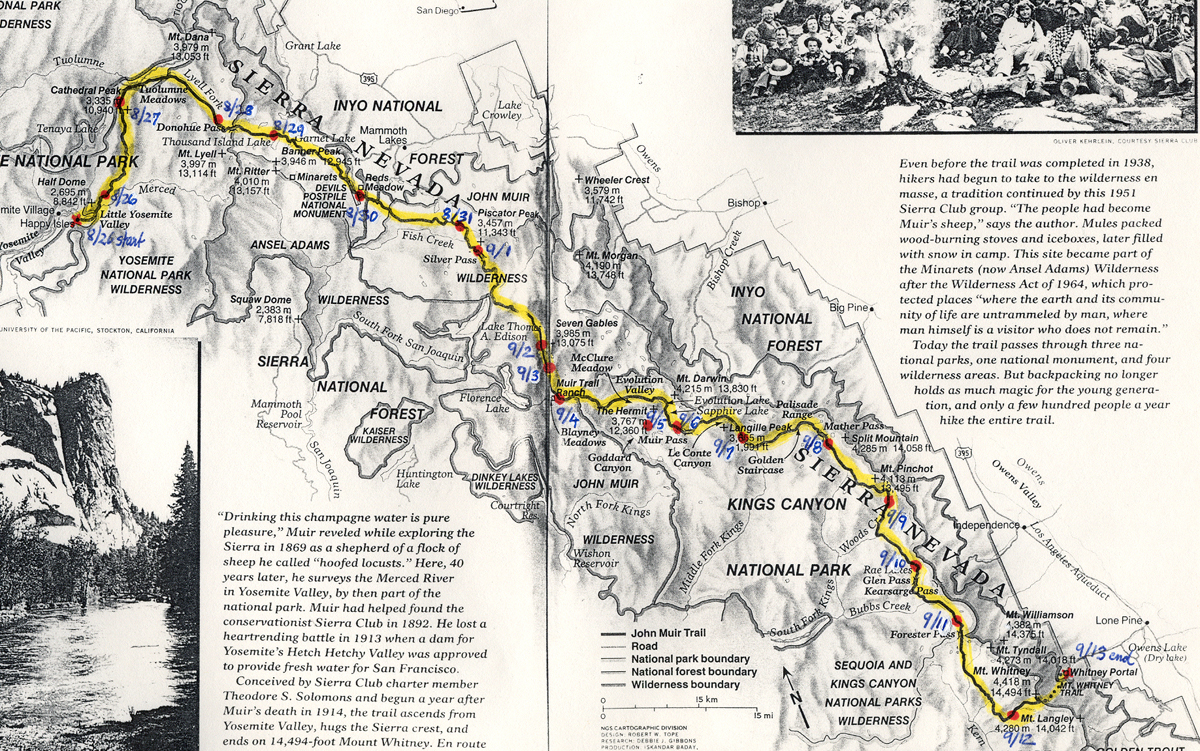 NAL PARK
DERNESS
San Diego
Mt. Dana
3,979 m
13,053 ft
Grant Lake
395
Tuolumne
Lyell Fork
SIERRA NEVADA
INYO NATIONAL
FOREST
Lake
Crowley
Cathedral Peak
3,335
10,940
Tuolumne
Meadows
8/27
8/28
8/29
Donohue Pass
Thousand Island Lake
Garnet Lake
Mammoth
Lakes
Tenaya Lake
E NATIONAL PARK
Mt. Lyell
3,997 m
13,114 ft
Banner Peak
3,946 m 12,945 ft
Mt. Ritter
4,010 m
13,157 ft
Minarets
DEVILS
POSTPILE
NATIONAL
MONUMENT
Reds
Meadow
8/30
Half Dome
2,695 m
8,842 ft
Merced
8/26
mite Village
Happy Isles
Little Yosemite
Valley
8/26 start
Yosemite
Valley
YOSEMITE
NATIONAL PARK
WILDERNESS
JOHN MUIR
8/31
Piscator Peak
3,457 m
11,343 ft
Fish Creek
9/1
Silver Pass
WILDERNESS
ANSEL ADAMS
WILDERNESS
Squaw Dome
2,383 m
7,818 ft
UNIVERSITY OF THE PACIFIC, STOCKTON, CALIFORNIA
Owens
Wheeler Crest
3,579 m
11,742 ft
Bishop
Bishop Creek
Mt. Morgan
4,190 m
13,748 ft
INYO
NATIONAL
FOREST
Big Pine
South Fork San Joaquin
Lake Thomas
A. Edison
9/2
9/3
Seven Gables
3,985 m
13,075 ft
McClure
Meadow
Muir Trail
Ranch
Evolution
Valley
Mt. Darwin
4,215 m 13,830 ft
Evolution Lake
Sapphire Lake
Palisade
Range
Mather Pass
Split Mountain
4,285 m 14,058 ft
SIERRA
NATIONAL
FOREST
Mammoth
Pool
Reservoir
San Joaquin
KAISER
WILDERNESS
Florence
Lake
Huntington
Lake
DINKEY LAKES
WILDERNESS
Courtright
Res.
9/4
Blayney
Meadows
The Hermit
3,767 m
12,360 ft
9/5
9/6
Muir Pass
Le Conte
Canyon
9/7
Langille Peak
Golden
Staircase
9/8
Goddard
Canyon
JOHN MUIR
WILDERNESS
North Fork Kings
Wishon
Reservoir
Middle Fork Kings
South Fork Kings
KINGS CANYON
NATIONAL PARK
SIERRA NEVADA
Mt. Pinchot
4,113 m
13,495 ft
9/9
Woods
9/10
Rae Lakes
Glen Pass
Kearsarge Pass
Bubbs Creek
9/11
Forester Pass
Independence
395
Owens
Owens Valley
Los Angeles Aqueduct
Lone Pine
Owens Lake
(Dry lake)
Mt. Williamson
4,382 m
14,375 ft
Mt. Tyndall
4,273 m 14,018 ft
Mt. Whitney
4,418 m
14,494 ft
9/13 end
Whitney Portal
MT. WHITNEY
TRAIL
Mt. Langley
4,280 m 14,042 ft
9/12
Kern
GOLDEN TROUT
SEQUOIA AND
KINGS CANYON
NATIONAL PARKS
WILDERNESS
John Muir Trail
Road
National park boundary
National forest boundary
Wilderness boundary
0 15 km
0 15 mi
N
NGS CARTOGRAPHIC DIVISION
DESIGN: ROBERT W. TOPE
RESEARCH: DEBBIE J. GIBBONS
PRODUCTION: ISKANDAR BADAY,
"Drinking this champagne water is pure
pleasure," Muir reveled while exploring the
Sierra in 1869 as a shepherd of a flock of
sheep he called "hoofed locusts." Here, 40
years later, he surveys the Merced River
in Yosemite Valley, by then part of the
national park. Muir had helped found the
conservationist Sierra Club in 1892. He lost a
heartrending battle in 1913 when a dam for
Yosemite's Hetch Hetchy Valley was approved
to provide fresh water for San Francisco.
Conceived by Sierra Club charter member
Theodore S. Solomons and begun a year after
Muir's death in 1914, the trail ascends from
Yosemite Valley, hugs the Sierra crest, and
ends on 14,494-foot Mount Whitney. En route
OLIVER KEHRLEIN, COURTESY SIERRA CLUB
Even before the trail was completed in 1938,
hikers had begun to take to the wilderness en
masse, a tradition continued by this 1951
Sierra Club group. "The people had become
Muir's sheep," says the author. Mules packed
wood-burning stoves and iceboxes, later filled
with snow in camp. This site became part of
the Minarets (now Ansel Adams) Wilderness
after the Wilderness Act of 1964, which pro-
tected places "where the earth and its commu-
nity of life are untrammeled by man, where
man himself is a visitor who does not remain."
Today the trail passes through three na-
tional parks, one national monument, and four
wilderness areas. But backpacking no longer
holds as much magic for the young genera-
tion, and only a few hundred people a year
hike the entire trail.